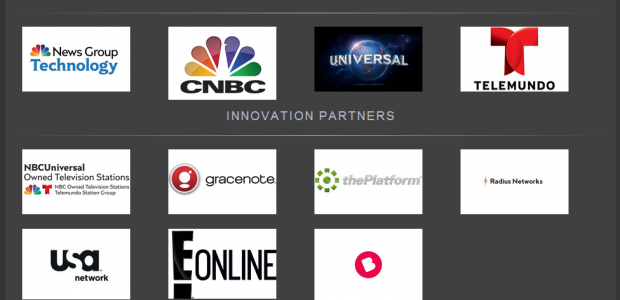 News Group
Technology
CNBC
UNIVERSAL
TELEMUNDO
INNOVATION PARTNERS
NBCUniversal
Owned Television Stations
NBC Owned Television Stations
Telemundo Station Group
gracenote.
thePlatform
Radius Networks
usa
network
E! ONLINE